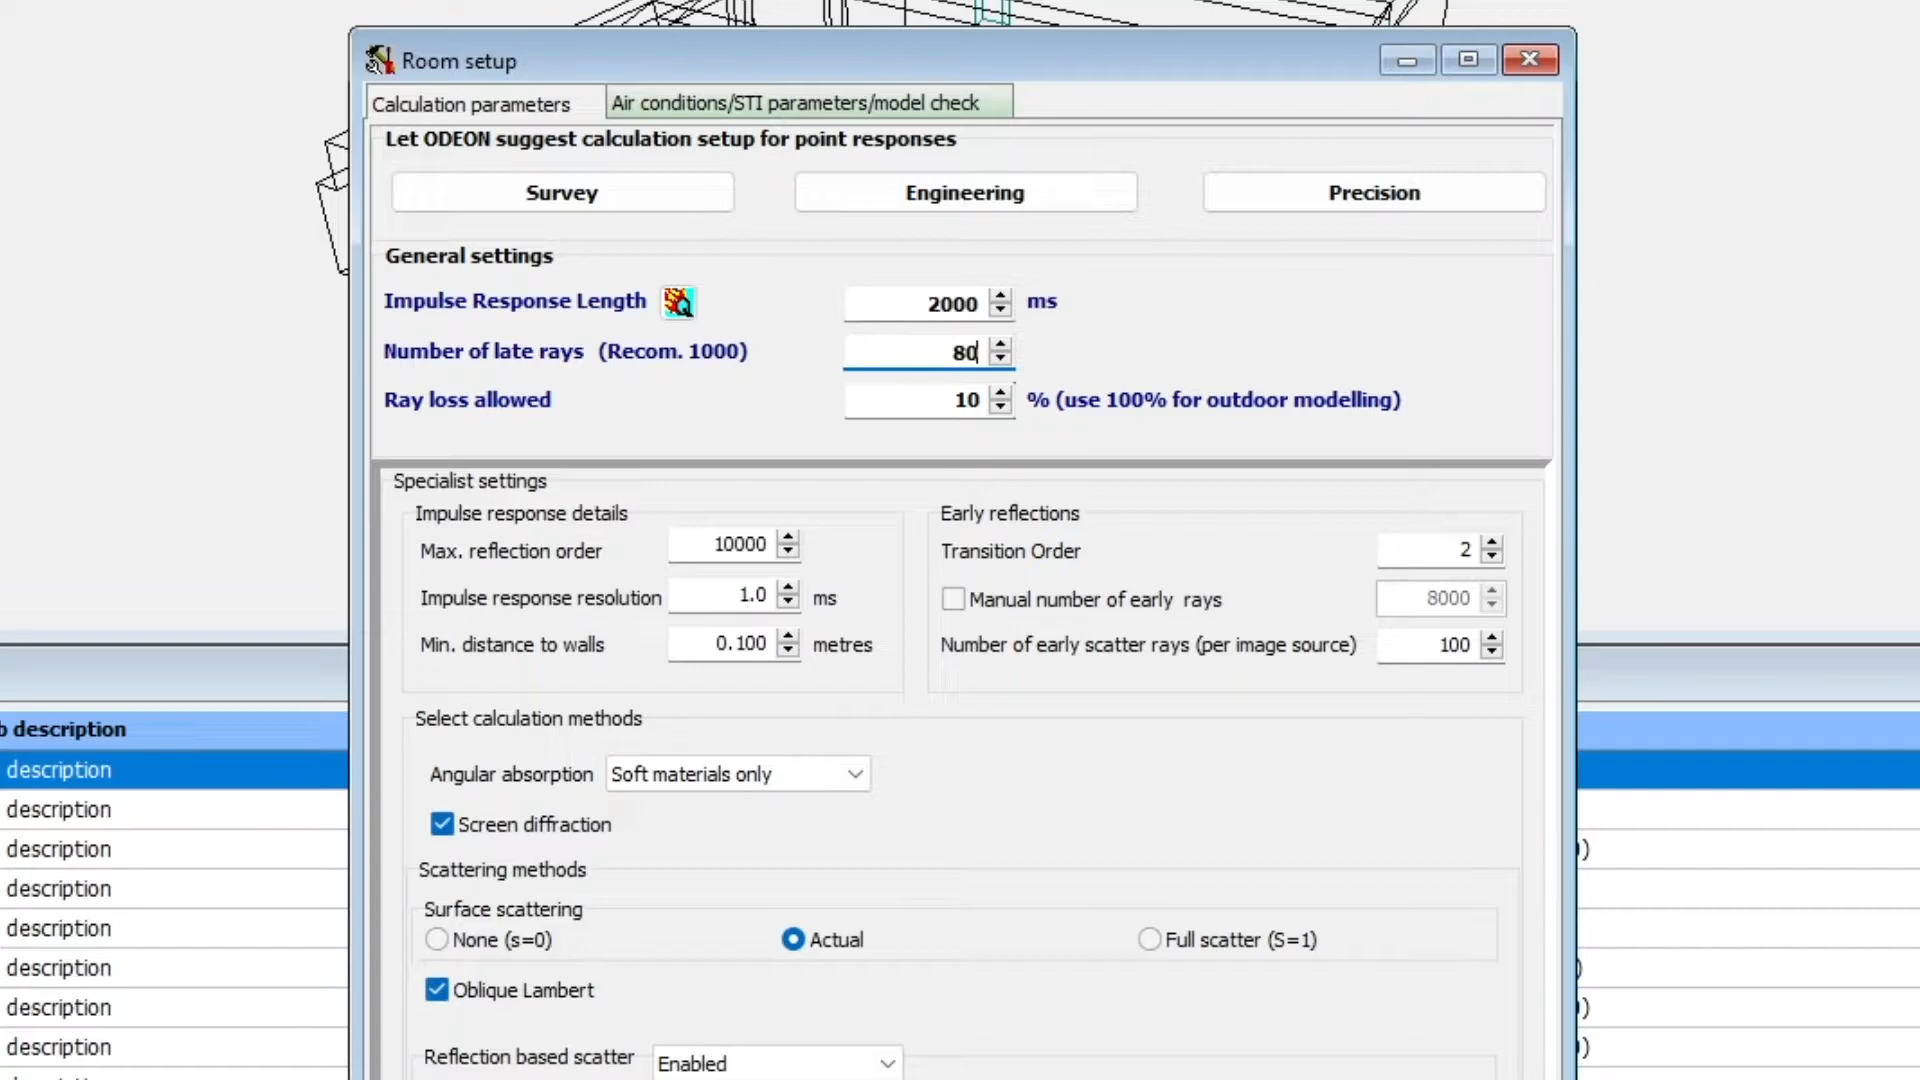 Room setup
Calculation parameters
Air conditions/STI parameters/model check
Let ODEON suggest calculation setup for point responses
Survey
Engineering
Precision
General settings
Impulse Response Length
2000 ms
Number of late rays (Recom. 1000)
80
Ray loss allowed
10 % (use 100% for outdoor modelling)
Specialist settings
Impulse response details
Max. reflection order 10000
Impulse response resolution 1.0 ms
Min. distance to walls 0.100 metres
Early reflections
Transition Order 2
Manual number of early rays 8000
Number of early scatter rays (per image source) 100
Select calculation methods
Angular absorption Soft materials only
Screen diffraction
Scattering methods
Surface scattering
None (s=0)
Actual
Full scatter (S=1)
Oblique Lambert
Reflection based scatter Enabled
b description
description
description
description
description
description
description
description
description